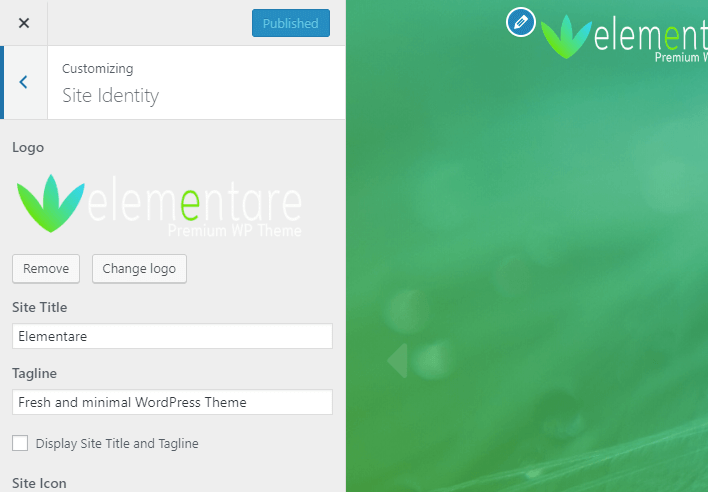 Published
Customizing
Site Identity
Logo
elementare
Premium WP Theme
Remove
Change logo
Site Title
Elementare
Tagline
Fresh and minimal WordPress Theme
Display Site Title and Tagline
Site Icon
element
Premium W